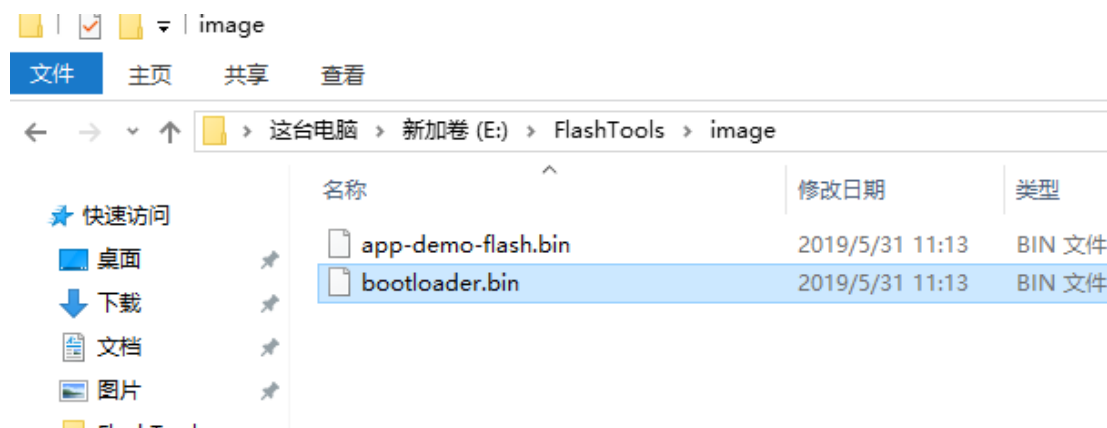 image
文件 主页 共享 查看
这台电脑 › 新加卷 (E:) › FlashTools › image
名称 修改日期 类型
快速访问
桌面
下载
文档
图片
app-demo-flash.bin 2019/5/31 11:13 BIN 文件
bootloader.bin 2019/5/31 11:13 BIN 文件